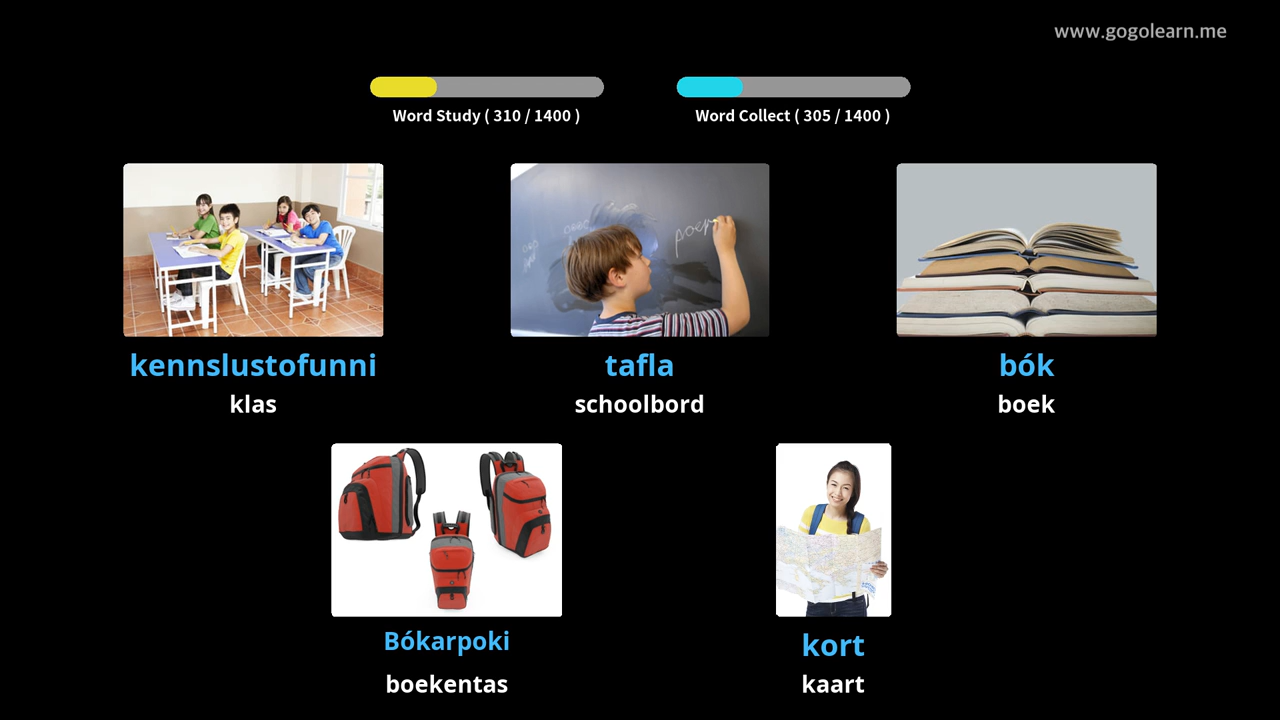 www.gogolearn.me
Word Study ( 310 / 1400 )
Word Collect ( 305 / 1400 )
kennslustofunni
klas
tafla
schoolbord
bók
boek
Bókarpoki
boekentas
kort
kaart